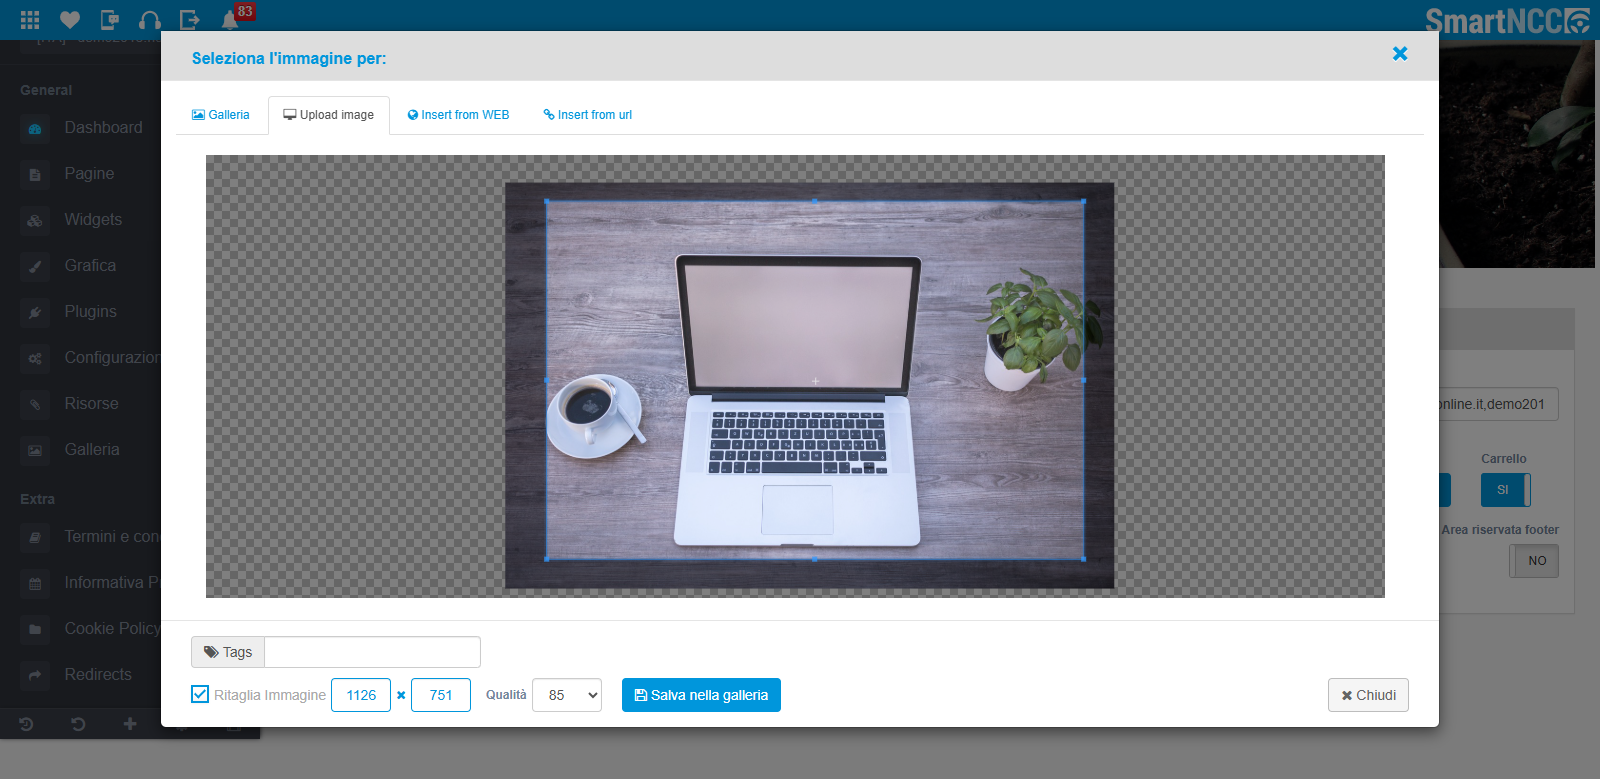 83
SmartNCC
Seleziona l'immagine per:
General
Dashboard
Pagine
Widgets
Grafica
Plugins
Configurazion
Risorse
Galleria
Extra
Termini e con
Informativa P
Cookie Policy
Redirects
Galleria
Upload image
Insert from WEB
Insert from url
Tags
Ritaglia Immagine 1126 × 751 Qualità 85 Salva nella galleria
Chiudi
online.it,demo201
Carrello
SI
Area riservata footer
NO